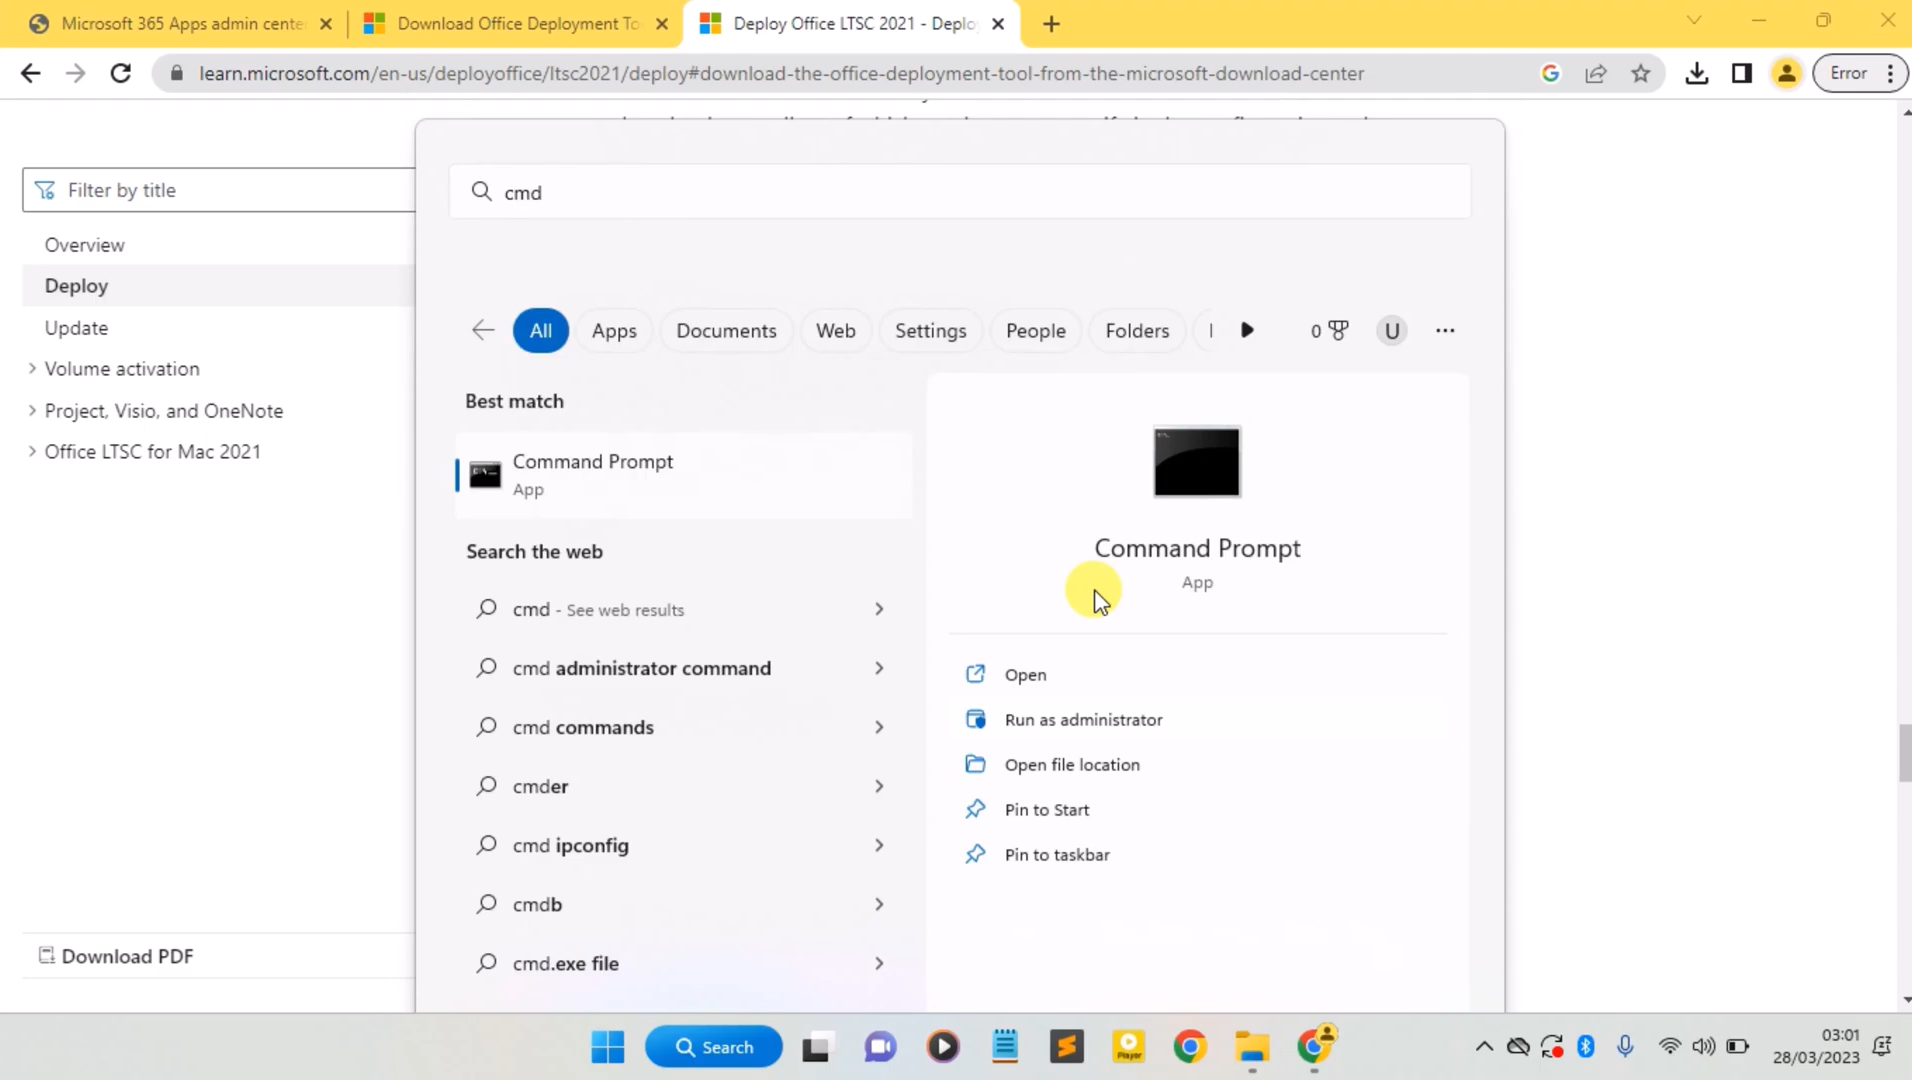 Microsoft 365 Apps admin cente
Download Office Deployment To
Deploy Office LTSC 2021 - Deplo
learn.microsoft.com/en-us/deployoffice/ltsc2021/deploy#download-the-office-deployment-tool-from-the-microsoft-download-center
Error
Filter by title
Overview
Deploy
Update
Volume activation
Project, Visio, and OneNote
Office LTSC for Mac 2021
Download PDF
cmd
All
Apps
Documents
Web
Settings
People
Folders
0
U
Best match
Command Prompt
App
Search the web
cmd - See web results
cmd administrator command
cmd commands
cmder
cmd ipconfig
cmdb
cmd.exe file
Command Prompt
App
Open
Run as administrator
Open file location
Pin to Start
Pin to taskbar
Search
Player
03:01
28/03/2023